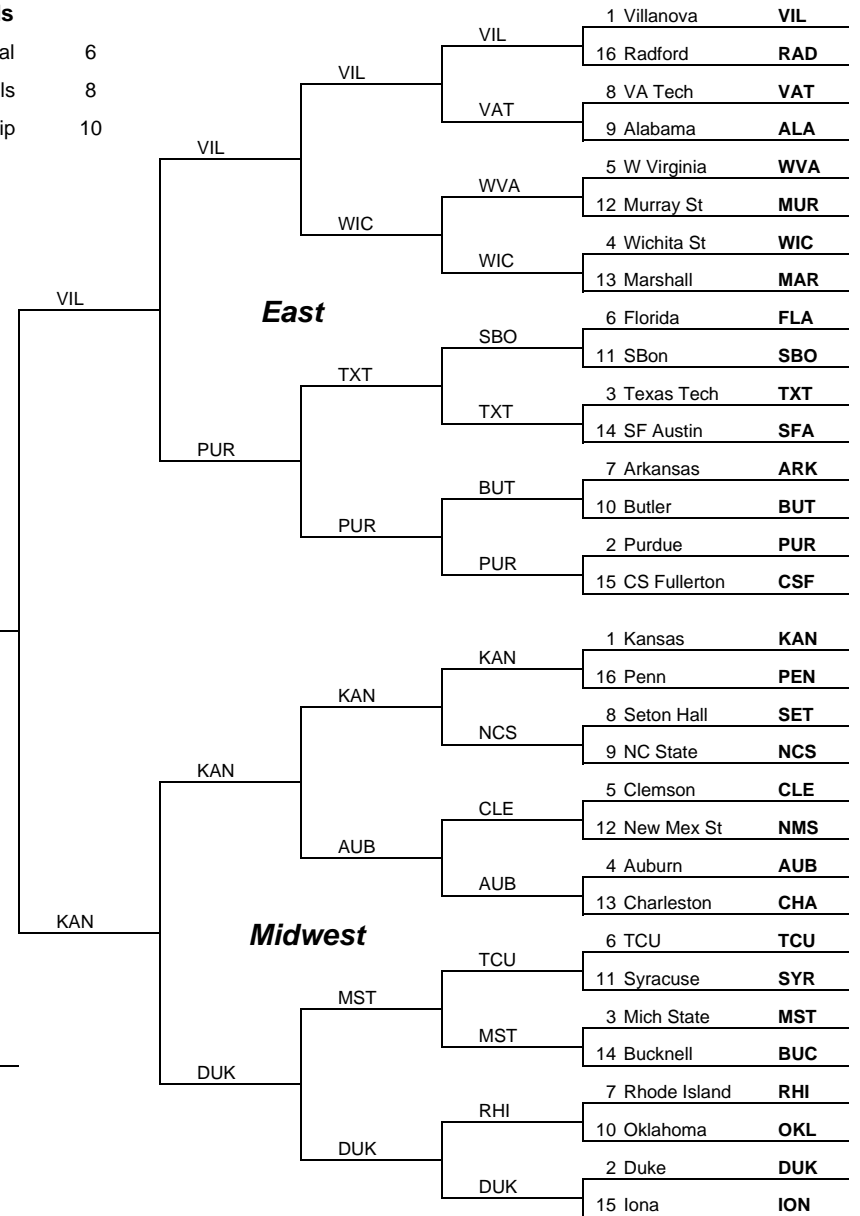 ls
al 6
ls 8
ip 10
1 Villanova VIL
VIL
16 Radford RAD
VIL
8 VA Tech VAT
VAT
9 Alabama ALA
VIL
5 W Virginia WVA
WVA
12 Murray St MUR
WIC
4 Wichita St WIC
WIC
13 Marshall MAR
VIL
East
6 Florida FLA
SBO
11 SBon SBO
TXT
3 Texas Tech TXT
TXT
14 SF Austin SFA
PUR
7 Arkansas ARK
BUT
10 Butler BUT
PUR
2 Purdue PUR
PUR
15 CS Fullerton CSF
1 Kansas KAN
KAN
16 Penn PEN
KAN
8 Seton Hall SET
NCS
9 NC State NCS
KAN
5 Clemson CLE
CLE
12 New Mex St NMS
AUB
4 Auburn AUB
AUB
13 Charleston CHA
KAN
Midwest
6 TCU TCU
TCU
11 Syracuse SYR
MST
3 Mich State MST
MST
14 Bucknell BUC
DUK
7 Rhode Island RHI
RHI
10 Oklahoma OKL
DUK
2 Duke DUK
DUK
15 Iona ION